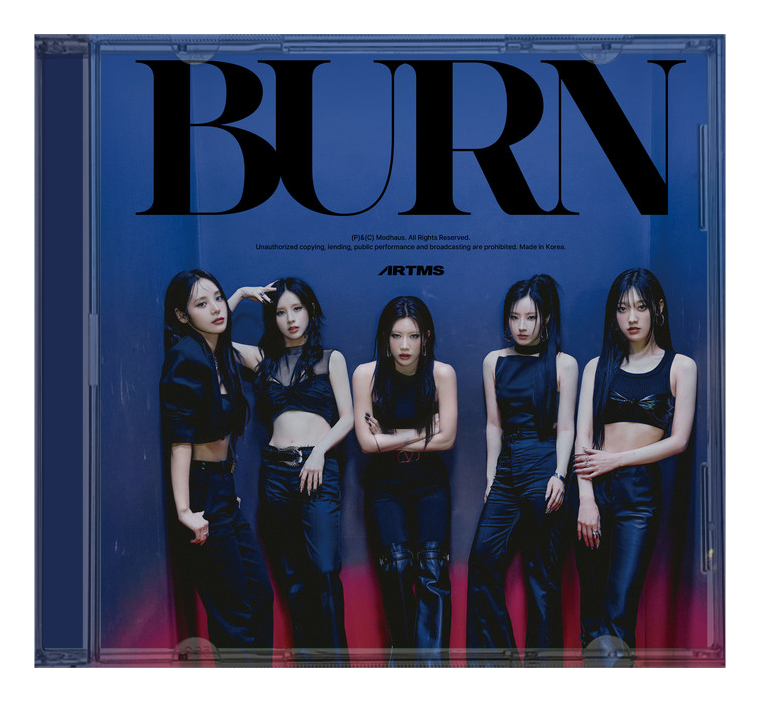 BURN
(P)&(C) Modhaus. All Rights Reserved.
Unauthorized copying, lending, public performance and broadcasting are prohibited. Made in Korea.
ARTMS